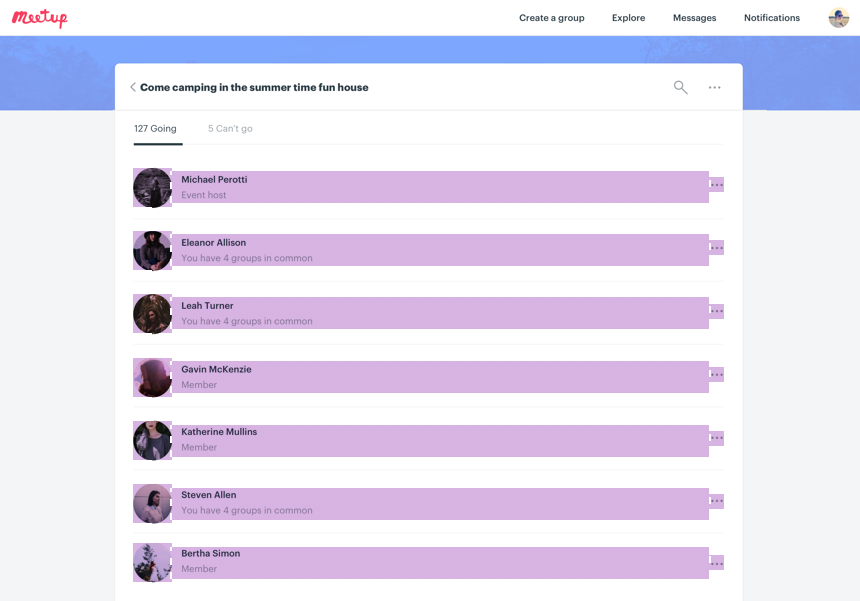 Meetup
Create a group
Explore
Messages
Notifications
Come camping in the summer time fun house
127 Going
5 Can't go
Michael Perotti
Event host
Eleanor Allison
You have 4 groups in common
Leah Turner
You have 4 groups in common
Gavin McKenzie
Member
Katherine Mullins
Member
Steven Allen
You have 4 groups in common
Bertha Simon
Member